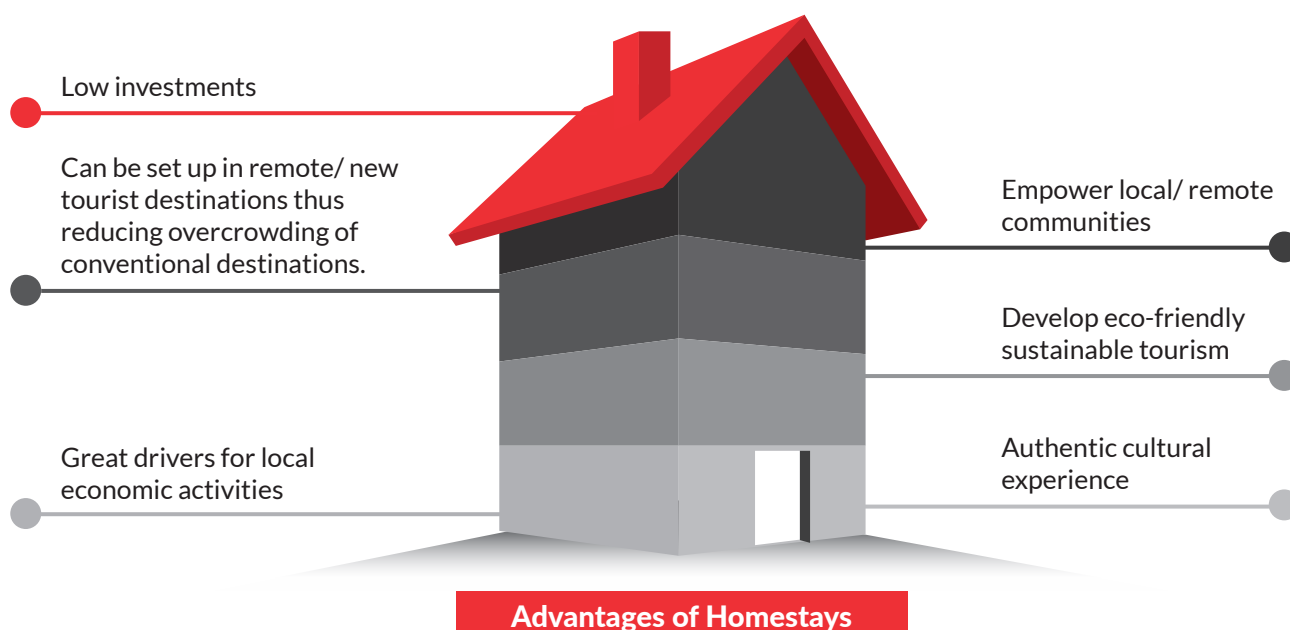 Low investments
Can be set up in remote/ new
tourist destinations thus
reducing overcrowding of
conventional destinations.
Great drivers for local
economic activities
Empower local/ remote
communities
Develop eco-friendly
sustainable tourism
Authentic cultural
experience
Advantages of Homestays